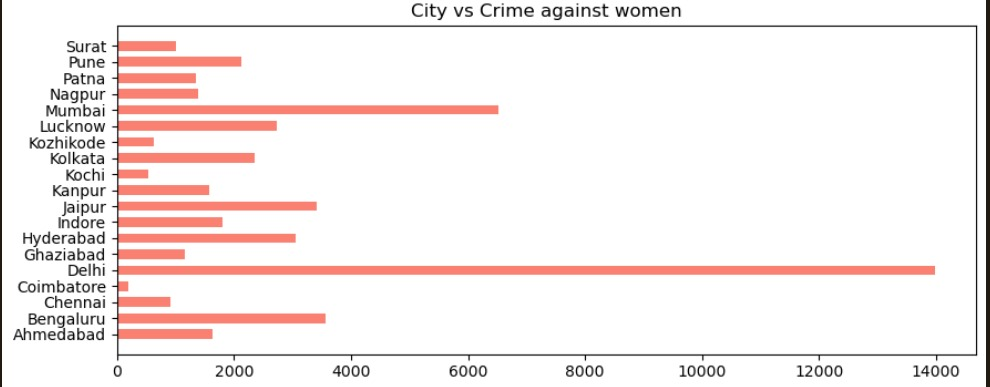 City vs Crime against women
Surat
Pune
Patna
Nagpur
Mumbai
Lucknow
Kozhikode
Kolkata
Kochi
Kanpur
Jaipur
Indore
Hyderabad
Ghaziabad
Delhi
Coimbatore
Chennai
Bengaluru
Ahmedabad
0 2000 4000 6000 8000 10000 12000 14000